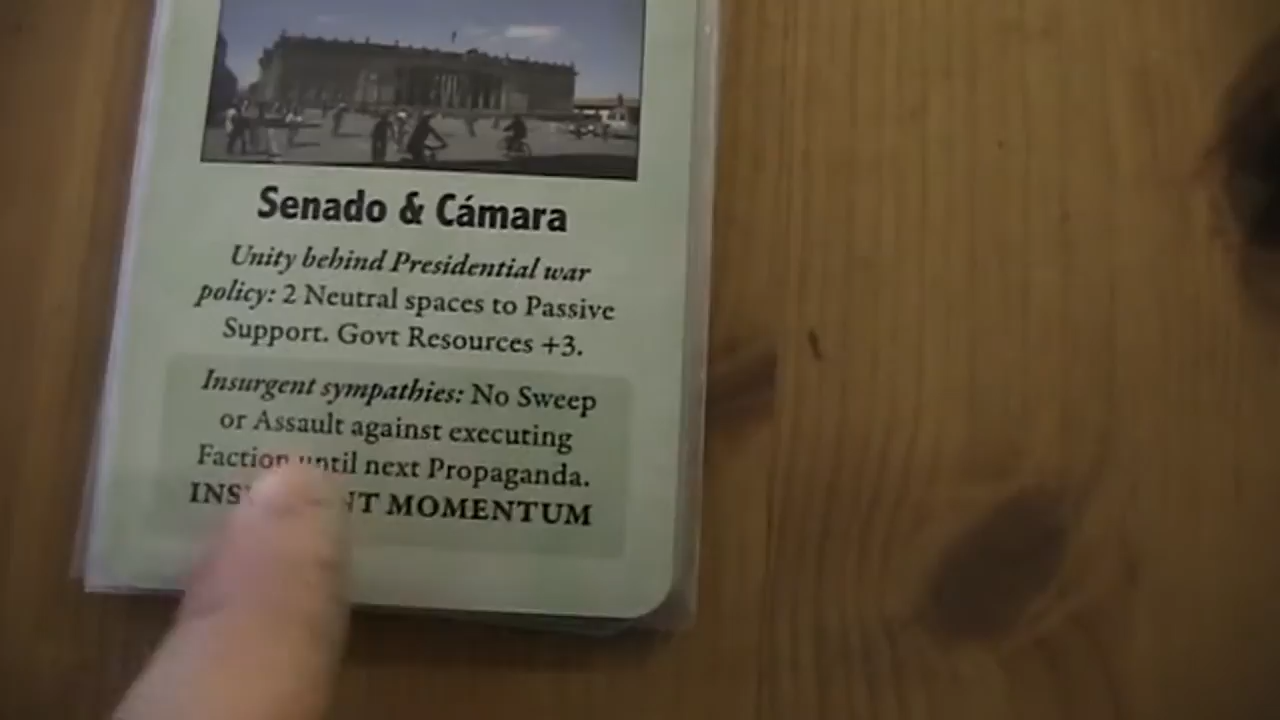 Senado & Cámara
Unity behind Presidential war
policy: 2 Neutral spaces to Passive
Support. Govt Resources +3.
Insurgent sympathies: No Sweep
or Assault against executing
Faction until next Propaganda.
MOMENTUM